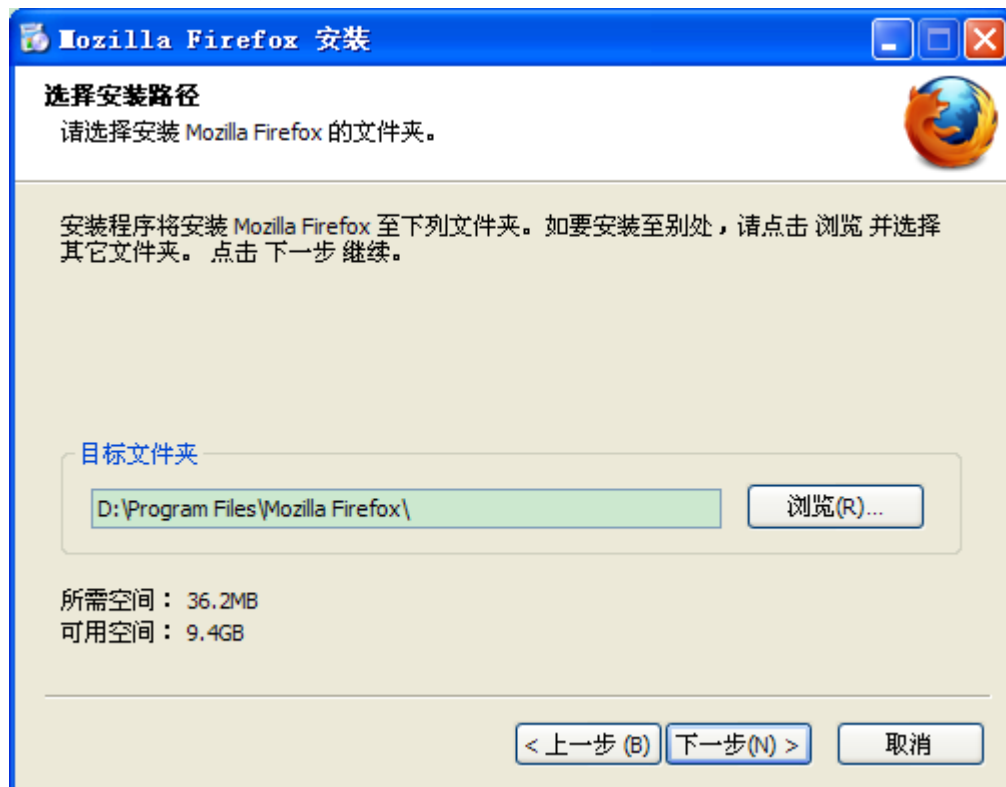 Mozilla Firefox 安装
选择安装路径
请选择安装 Mozilla Firefox 的文件夹。
安装程序将安装 Mozilla Firefox 至下列文件夹。如要安装至别处，请点击 浏览 并选择
其它文件夹。 点击 下一步 继续。
目标文件夹
D:\Program Files\Mozilla Firefox\
浏览(R)...
所需空间： 36.2MB
可用空间： 9.4GB
< 上一步 (B)
下一步(N) >
取消